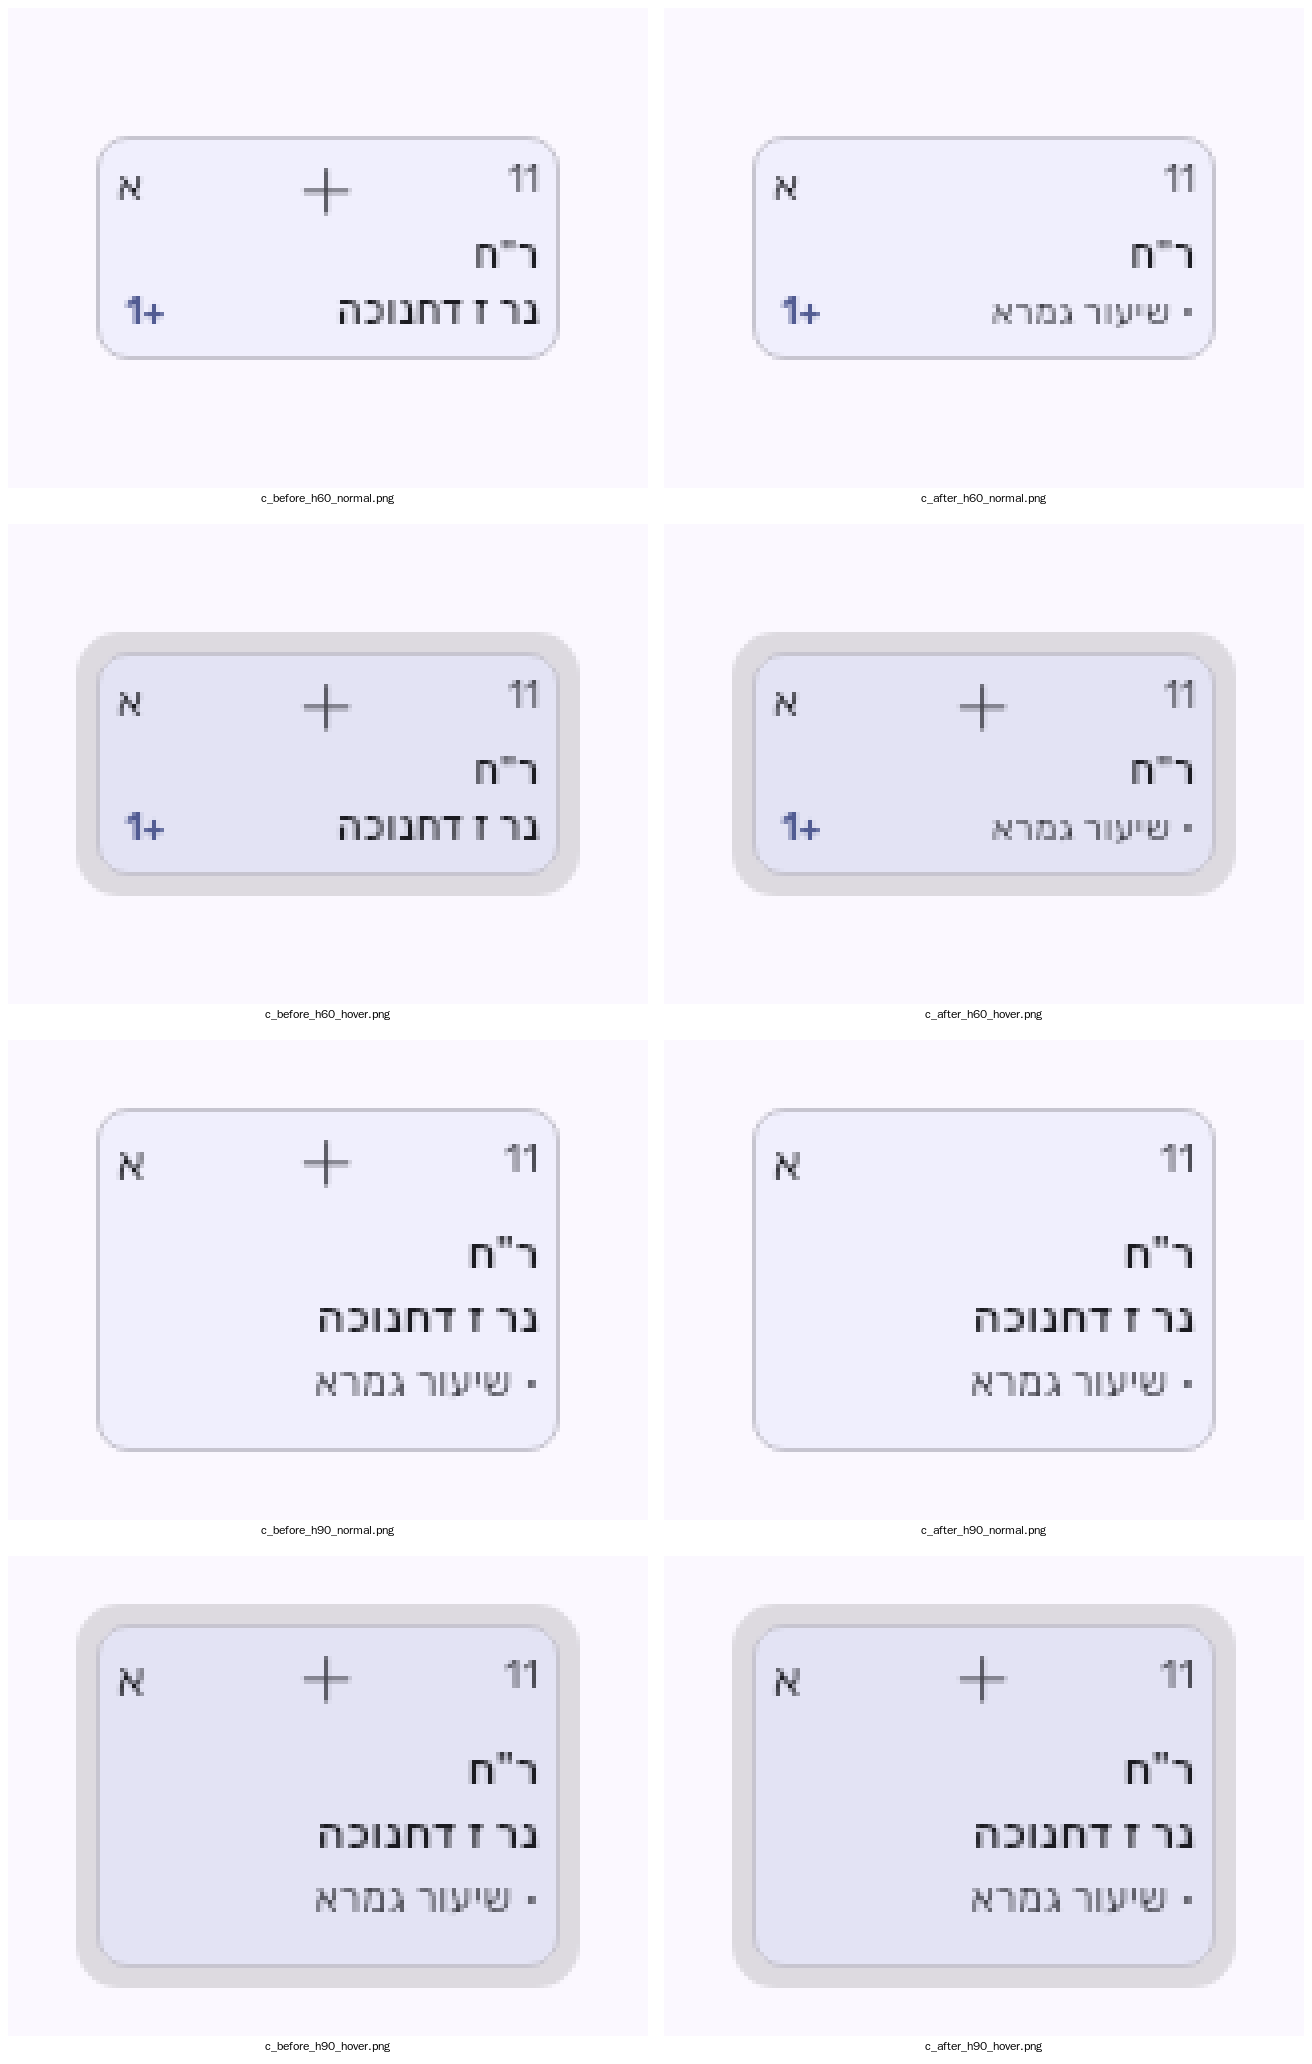 11 א
ר"ח
נר ז דחנוכה +1
c_before_h60_normal.png
11 א
ר"ח
• שיעור גמרא +1
c_after_h60_normal.png
11 א
ר"ח
נר ז דחנוכה +1
c_before_h60_hover.png
11 א
ר"ח
• שיעור גמרא +1
c_after_h60_hover.png
11 א
ר"ח
נר ז דחנוכה
• שיעור גמרא
c_before_h90_normal.png
11 א
ר"ח
נר ז דחנוכה
• שיעור גמרא
c_after_h90_normal.png
11 א
ר"ח
נר ז דחנוכה
• שיעור גמרא
c_before_h90_hover.png
11 א
ר"ח
נר ז דחנוכה
• שיעור גמרא
c_after_h90_hover.png